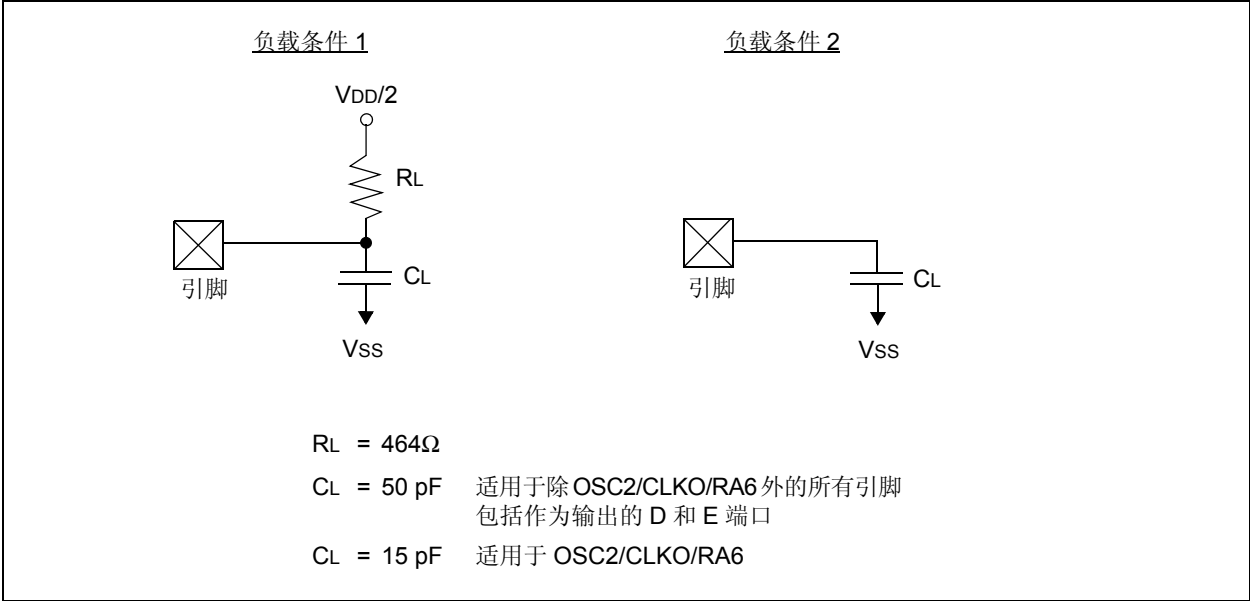 负载条件 1
VDD/2
RL
引脚
CL
VSS
负载条件 2
引脚
CL
VSS
RL = 464Ω
CL = 50 pF 适用于除 OSC2/CLKO/RA6 外的所有引脚
包括作为输出的 D 和 E 端口
CL = 15 pF 适用于 OSC2/CLKO/RA6